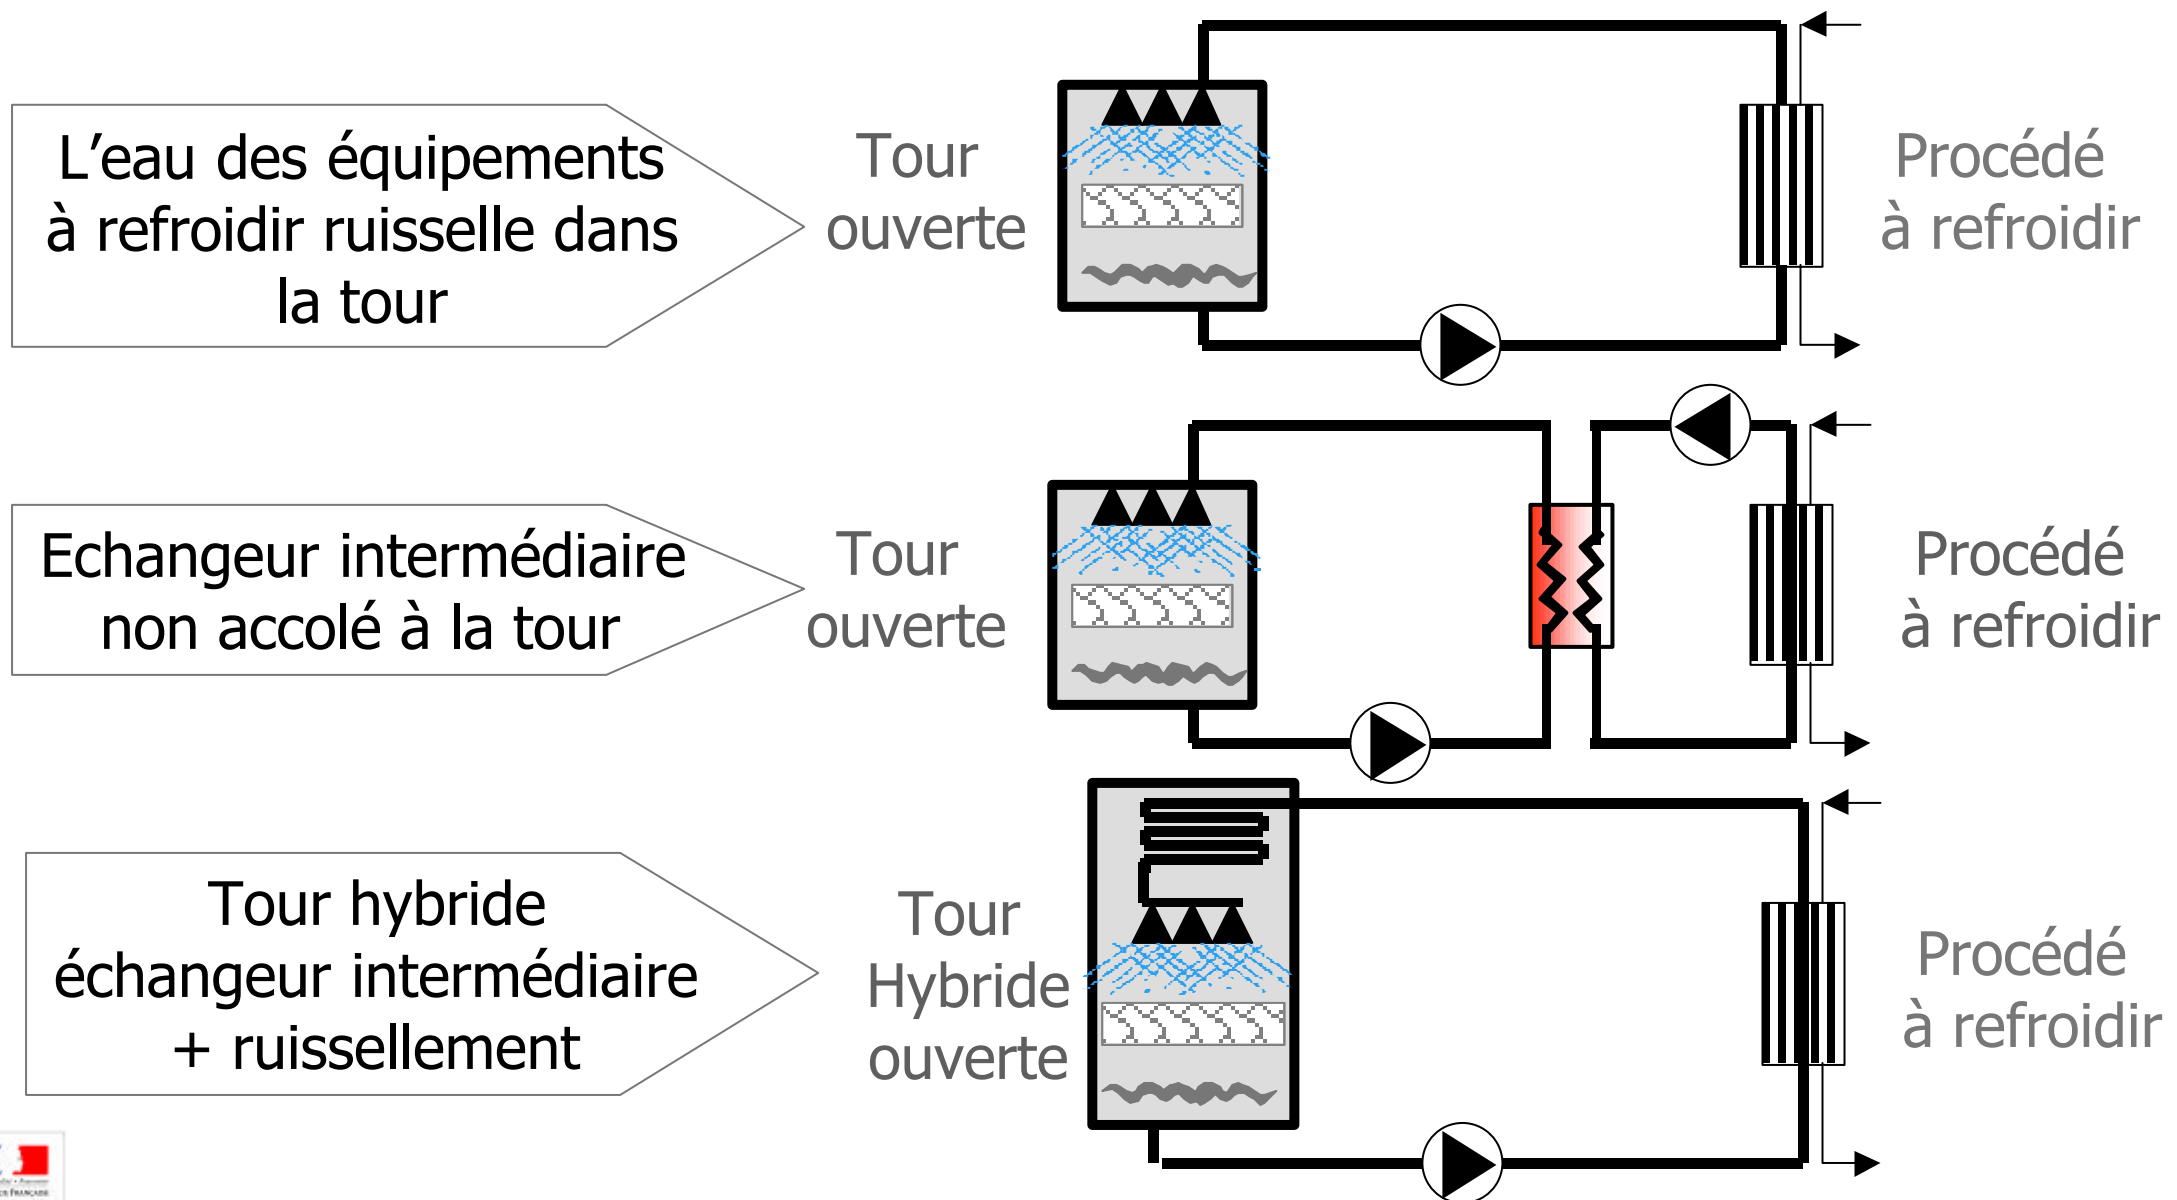 L’eau des équipements
à refroidir ruisselle dans
la tour
Tour
ouverte
Procédé
à refroidir
Echangeur intermédiaire
non accolé à la tour
Tour
ouverte
Procédé
à refroidir
Tour hybride
échangeur intermédiaire
+ ruissellement
Tour
Hybride
ouverte
Procédé
à refroidir